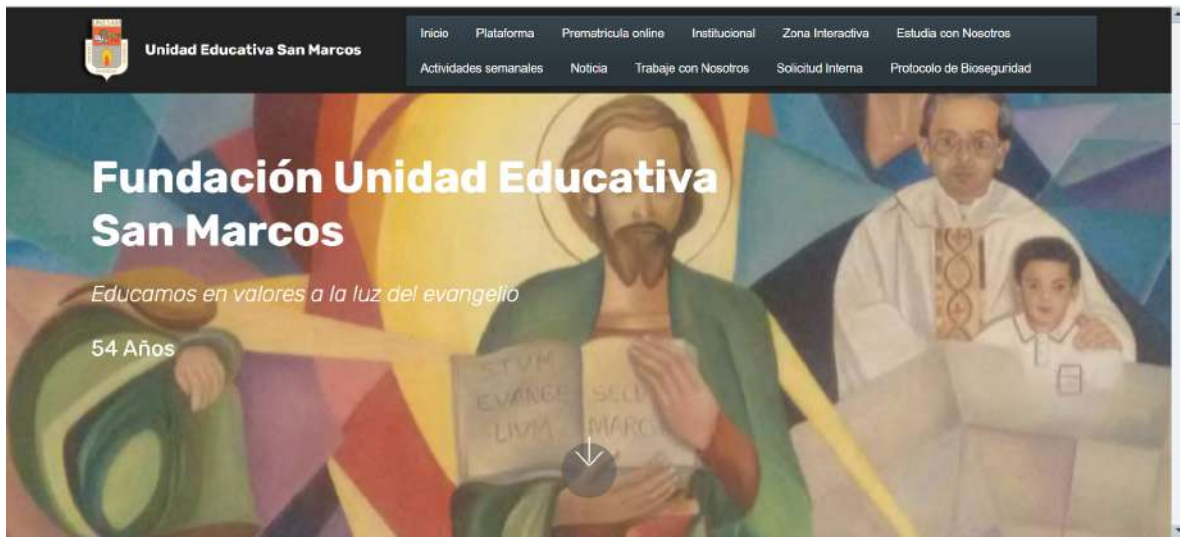 Unidad Educativa San Marcos
Inicio Plataforma Prematricula online Institucional Zona Interactiva Estudia con Nosotros
Actividades semanales Noticia Trabaje con Nosotros Solicitud Interna Protocolo de Bioseguridad
Fundación Unidad Educativa
San Marcos
Educamos en valores a la luz del evangelio
54 Años
STVM
EVANGE
LIVM
SECU
MARC